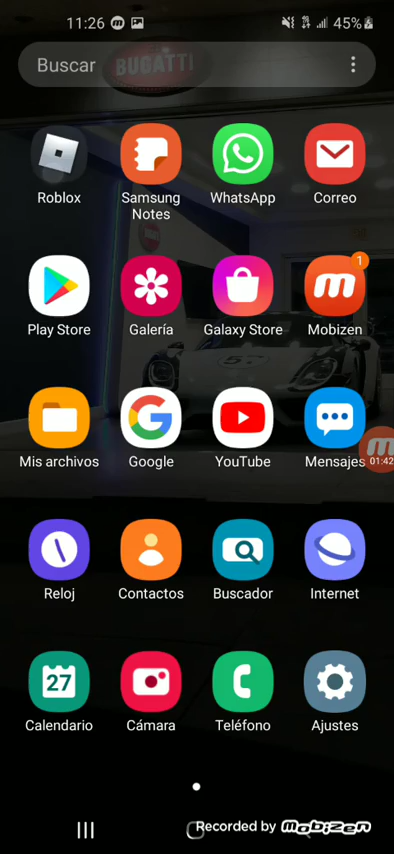 11:26
45%
Buscar
BUGATTI
Roblox
Samsung Notes
WhatsApp
Correo
1
Play Store
Galería
Galaxy Store
Mobizen
Mis archivos
Google
YouTube
Mensajes
01:42
Reloj
Contactos
Buscador
Internet
27
Calendario
Cámara
Teléfono
Ajustes
Recorded by Mobizen